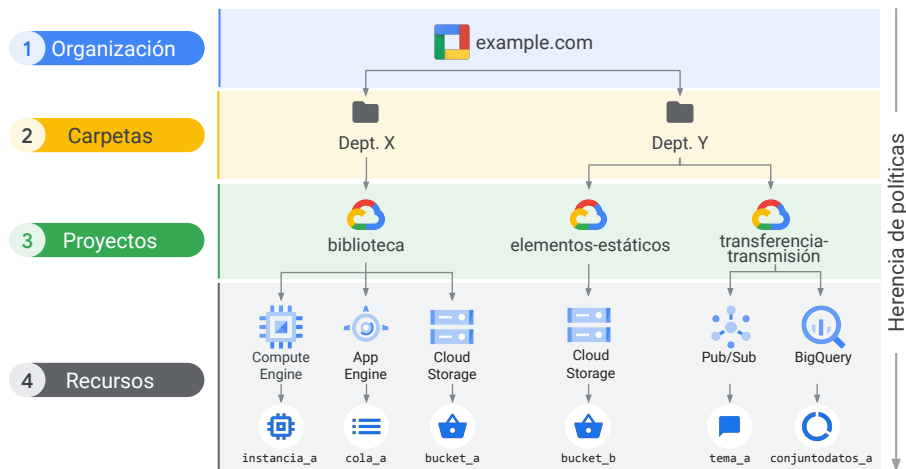 example.com
1 Organización
2 Carpetas
Dept. X
Dept. Y
3 Proyectos
biblioteca
elementos-estáticos
transferencia-
transmisión
Herencia de políticas
4 Recursos
Compute
Engine
App
Engine
Cloud
Storage
Cloud
Storage
Pub/Sub
BigQuery
instancia_a
cola_a
bucket_a
bucket_b
tema_a
conjuntodatos_a